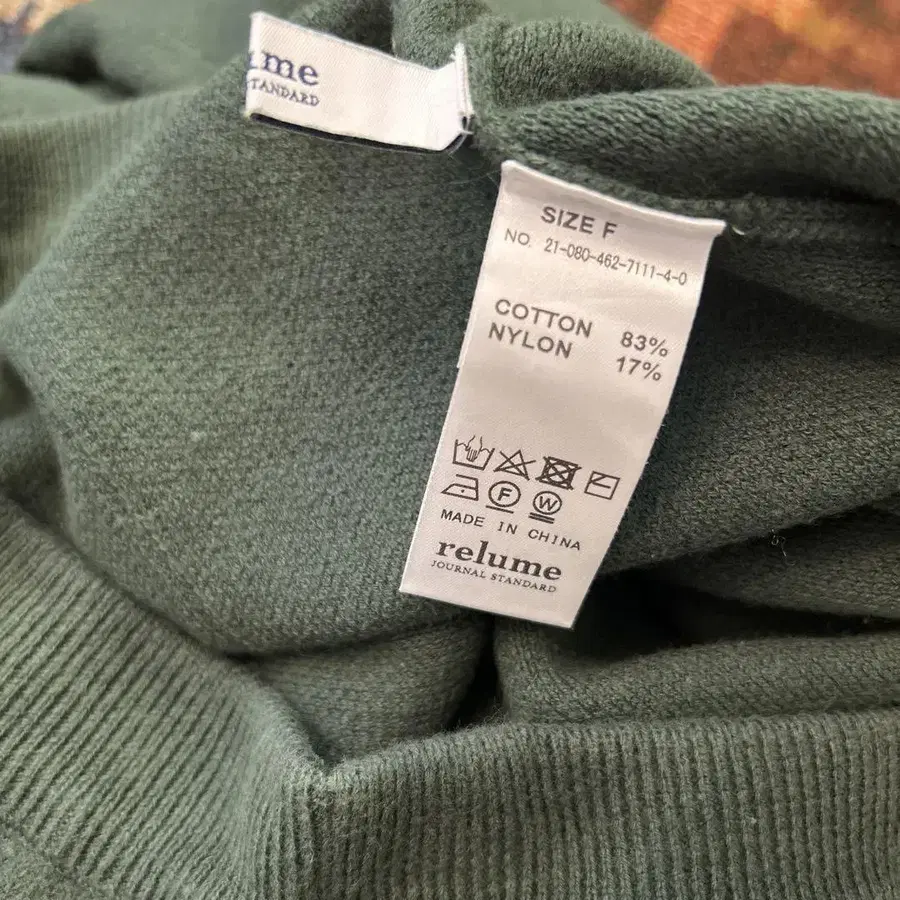 me
STANDARD
SIZE F
NO. 21-080-462-7111-4-0
COTTON 83%
NYLON 17%
F W
MADE IN CHINA
relume
JOURNAL STANDARD